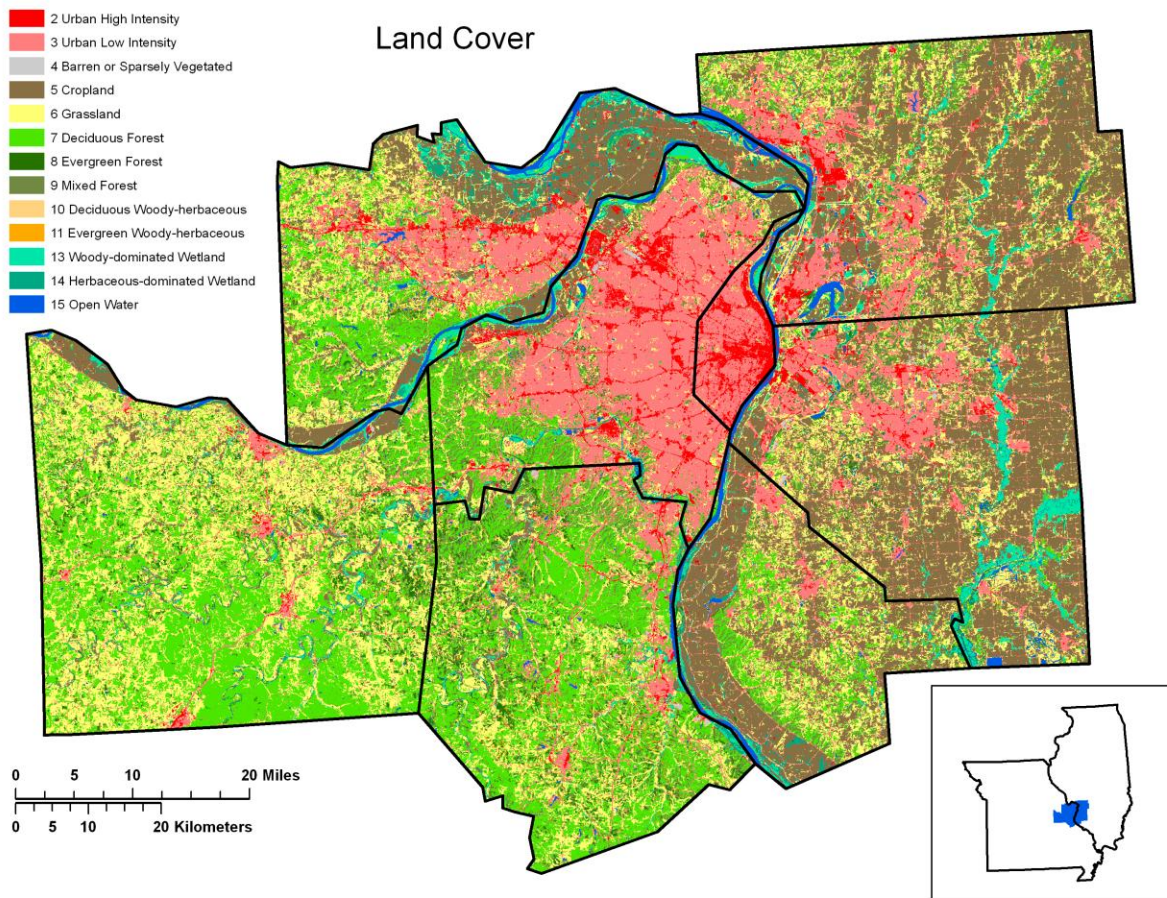 Land Cover
2 Urban High Intensity
3 Urban Low Intensity
4 Barren or Sparsely Vegetated
5 Cropland
6 Grassland
7 Deciduous Forest
8 Evergreen Forest
9 Mixed Forest
10 Deciduous Woody-herbaceous
11 Evergreen Woody-herbaceous
13 Woody-dominated Wetland
14 Herbaceous-dominated Wetland
15 Open Water
0 5 10 20 Miles
0 5 10 20 Kilometers